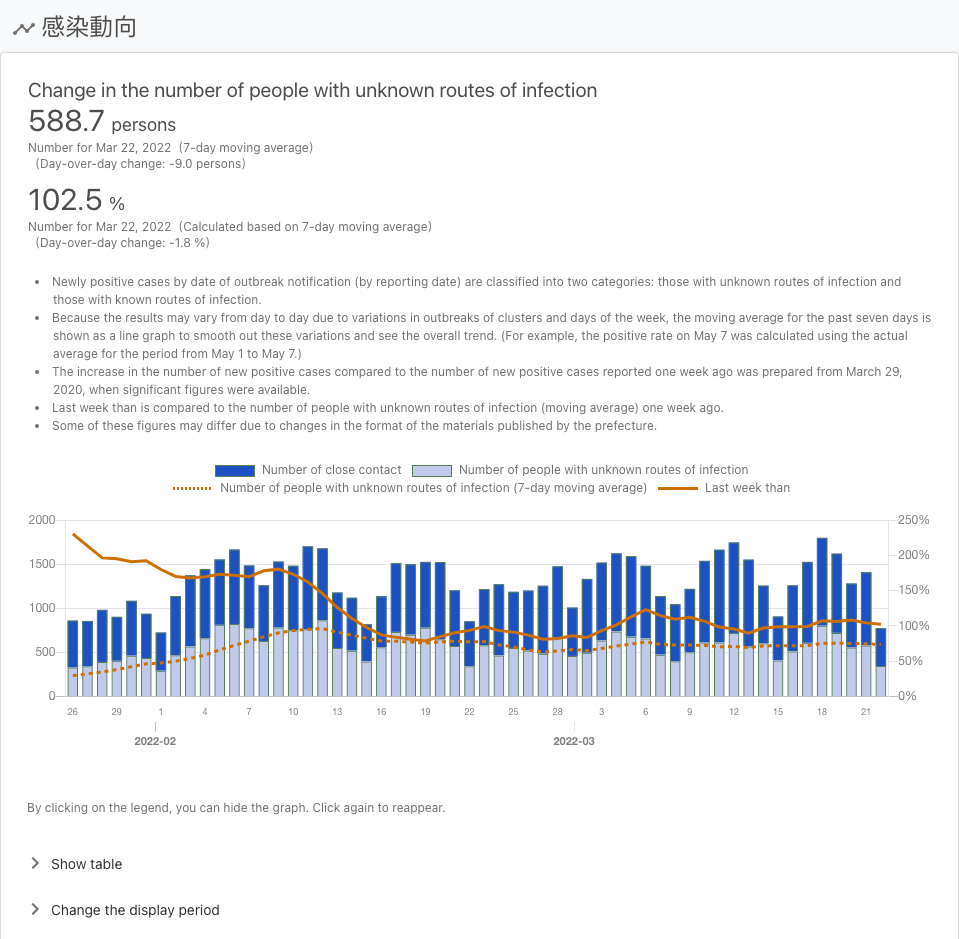 感染動向
Change in the number of people with unknown routes of infection
588.7 persons
Number for Mar 22, 2022 (7-day moving average)
(Day-over-day change: -9.0 persons)
102.5 %
Number for Mar 22, 2022 (Calculated based on 7-day moving average)
(Day-over-day change: -1.8 %)
• Newly positive cases by date of outbreak notification (by reporting date) are classified into two categories: those with unknown routes of infection and
those with known routes of infection.
• Because the results may vary from day to day due to variations in outbreaks of clusters and days of the week, the moving average for the past seven days is
shown as a line graph to smooth out these variations and see the overall trend. (For example, the positive rate on May 7 was calculated using the actual
average for the period from May 1 to May 7.)
• The increase in the number of new positive cases compared to the number of new positive cases reported one week ago was prepared from March 29,
2020, when significant figures were available.
• Last week than is compared to the number of people with unknown routes of infection (moving average) one week ago.
• Some of these figures may differ due to changes in the format of the materials published by the prefecture.
Number of close contact Number of people with unknown routes of infection
Number of people with unknown routes of infection (7-day moving average) Last week than
2000 250%
200%
1500
150%
1000
100%
500
50%
0 0%
26 29 1 4 7 10 13 16 19 22 25 28 3 6 9 12 15 18 21
2022-02 2022-03
By clicking on the legend, you can hide the graph. Click again to reappear.
Show table
Change the display period